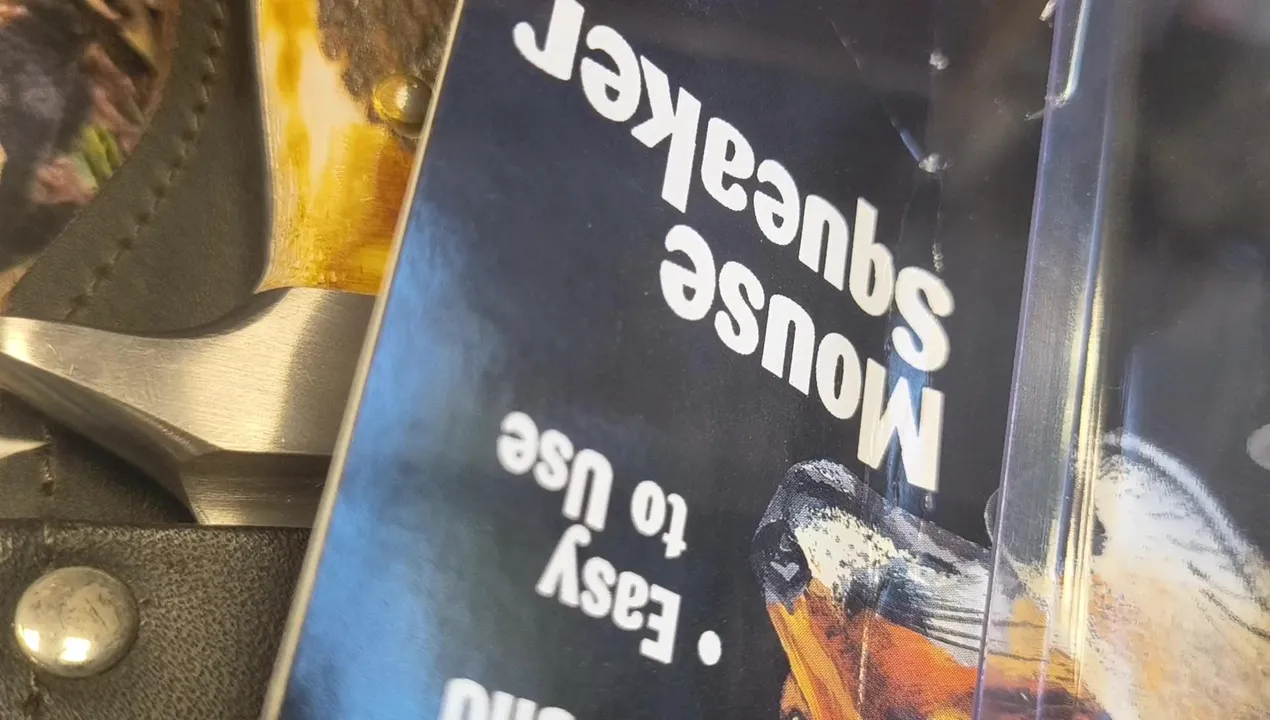 • Easy
to Use
Mouse
Squeaker